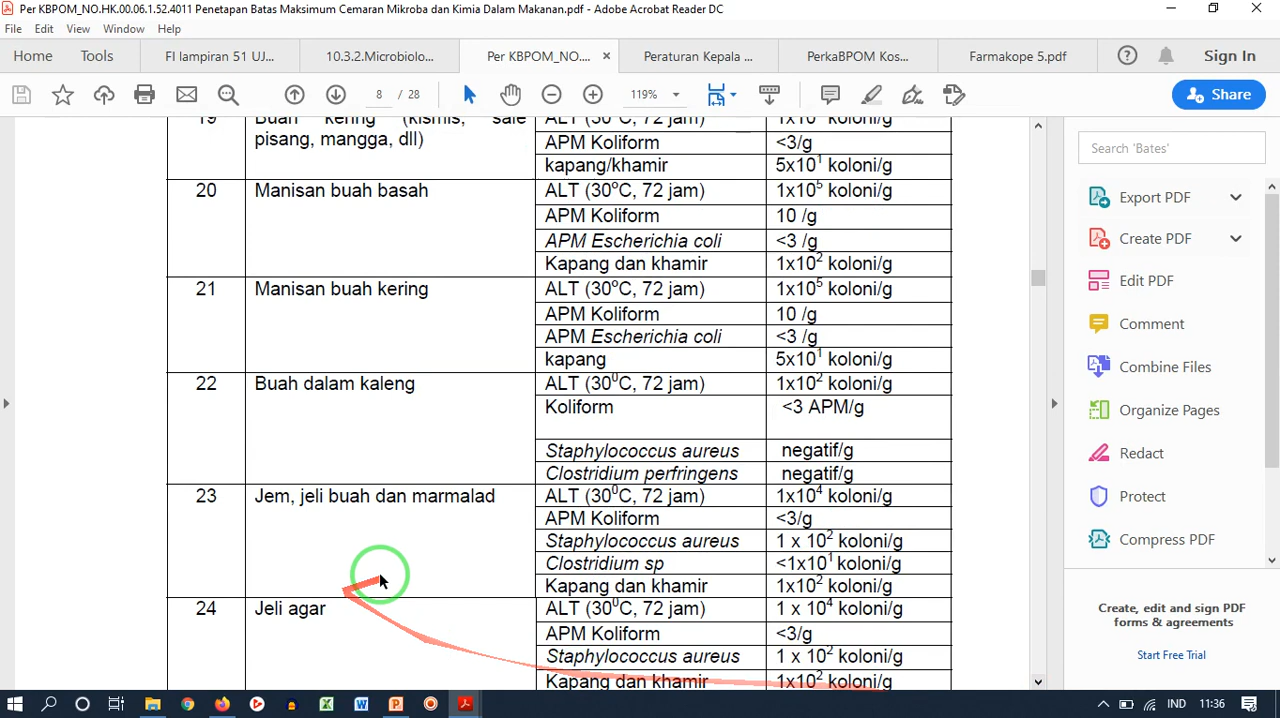 Per KBPOM_NO.HK.00.06.1.52.4011 Penetapan Batas Maksimum Cemaran Mikroba dan Kimia Dalam Makanan.pdf - Adobe Acrobat Reader DC
File Edit View Window Help
Home Tools FI lampiran 51 UJ... 10.3.2.Microbiolo... Per KBPOM_NO.... × Peraturan Kepala ... PerkaBPOM Kos... Farmakope 5.pdf Sign In
8 / 28 119% Share
19 Buah kering (kismis, sale ALT (30°C, 72 jam) koloni/g
pisang, mangga, dll) APM Koliform <3/g
kapang/khamir 5x10¹ koloni/g
20 Manisan buah basah ALT (30°C, 72 jam) 1x10⁵ koloni/g
APM Koliform 10 /g
APM Escherichia coli <3 /g
Kapang dan khamir 1x10² koloni/g
21 Manisan buah kering ALT (30°C, 72 jam) 1x10⁵ koloni/g
APM Koliform 10 /g
APM Escherichia coli <3 /g
kapang 5x10¹ koloni/g
22 Buah dalam kaleng ALT (30⁰C, 72 jam) 1x10² koloni/g
Koliform <3 APM/g
Staphylococcus aureus negatif/g
Clostridium perfringens negatif/g
23 Jem, jeli buah dan marmalad ALT (30⁰C, 72 jam) 1x10⁴ koloni/g
APM Koliform <3/g
Staphylococcus aureus 1 x 10² koloni/g
Clostridium sp <1x10¹ koloni/g
Kapang dan khamir 1x10² koloni/g
24 Jeli agar ALT (30⁰C, 72 jam) 1 x 10⁴ koloni/g
APM Koliform <3/g
Staphylococcus aureus 1 x 10² koloni/g
Kapang dan khamir 1x10² koloni/g
Search 'Bates'
Export PDF
Create PDF
Edit PDF
Comment
Combine Files
Organize Pages
Redact
Protect
Compress PDF
Create, edit and sign PDF
forms & agreements
Start Free Trial
IND 11:36